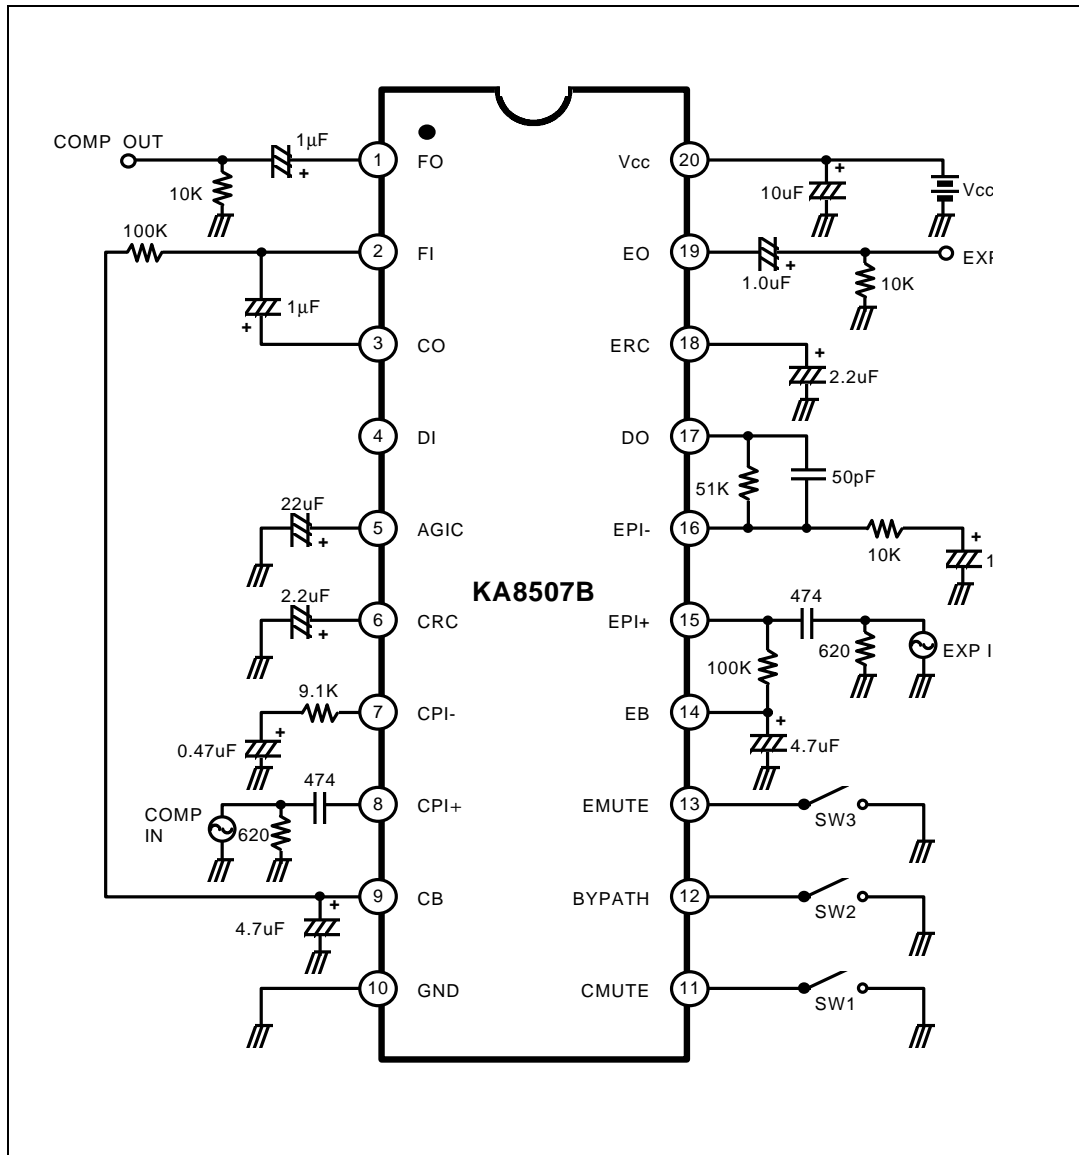 COMP OUT
1μF
+
1
FO
Vcc
20
+
10K
10uF
Vcc
100K
2
FI
EO
19
+
1.0uF
10K
1μF
+
3
CO
ERC
18
+
2.2uF
4
DI
DO
17
51K
50pF
22uF
5
+
AGIC
EPI-
16
10K
+
1
KA8507B
2.2uF
6
+
CRC
EPI+
15
474
620
EXP I
100K
9.1K
7
CPI-
EB
14
+
0.47uF
+
4.7uF
474
8
CPI+
EMUTE
13
SW3
COMP
IN
620
9
CB
BYPATH
12
SW2
+
4.7uF
10
GND
CMUTE
11
SW1